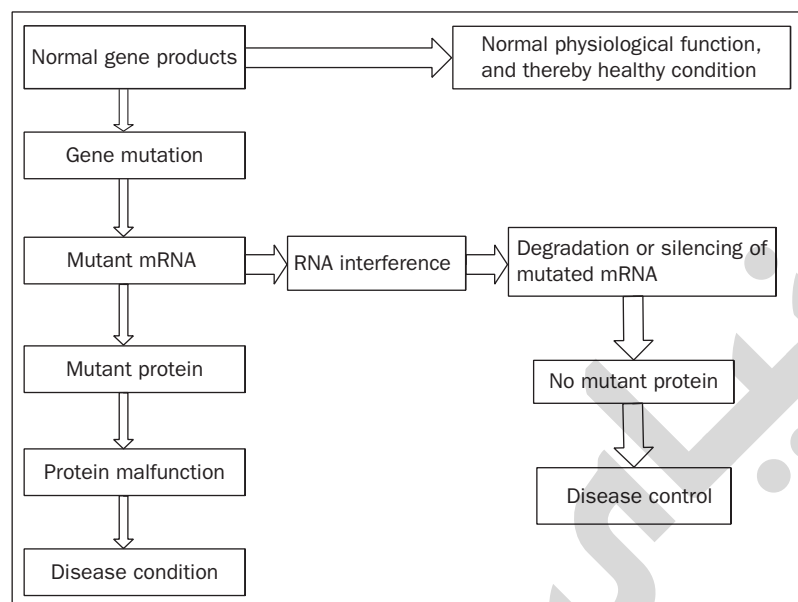 Normal gene products
Normal physiological function,
and thereby healthy condition
Gene mutation
Mutant mRNA
RNA interference
Degradation or silencing of
mutated mRNA
Mutant protein
No mutant protein
Protein malfunction
Disease control
Disease condition